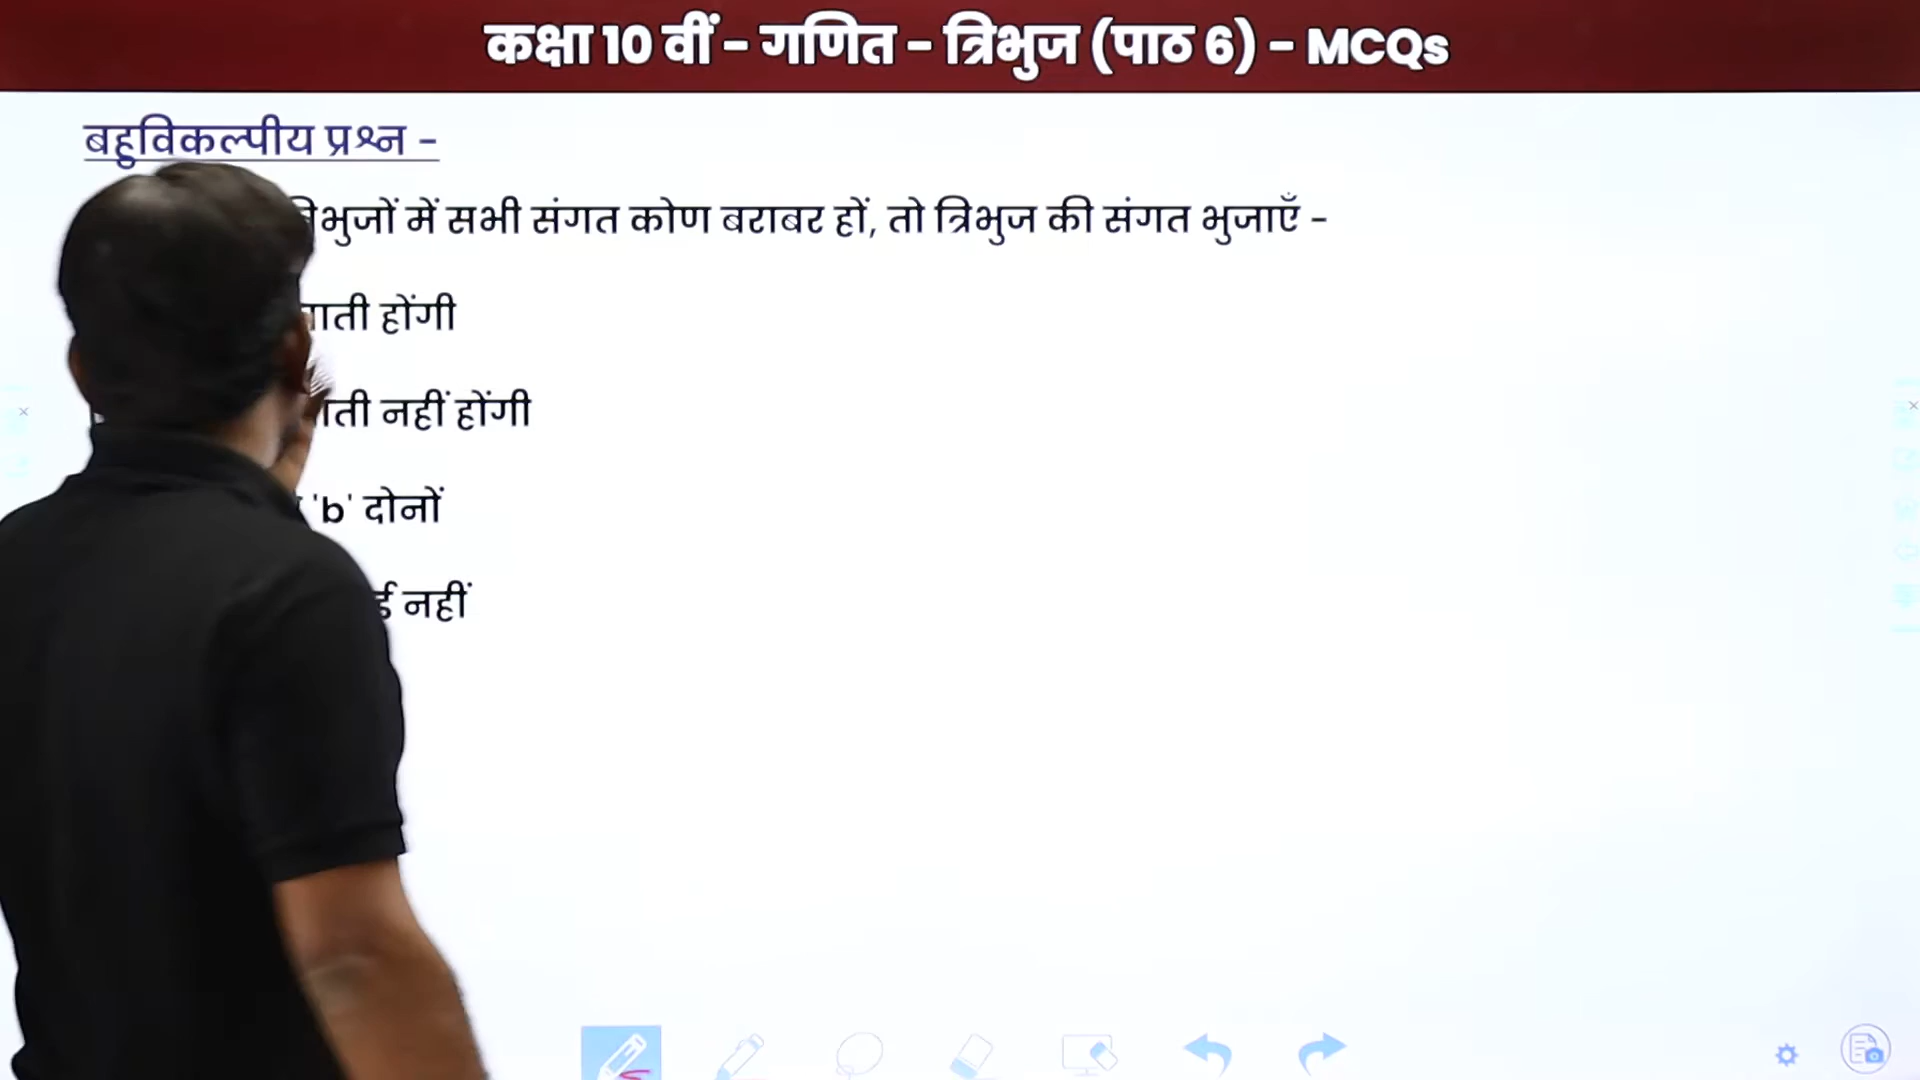 कक्षा 10 वीं - गणित - त्रिभुज (पाठ 6) - MCQs
बहुविकल्पीय प्रश्न -
में सभी संगत कोण बराबर हों, तो त्रिभुज की संगत भुजाएँ -
होंगी
नहीं होंगी
'b' दोनों
नहीं